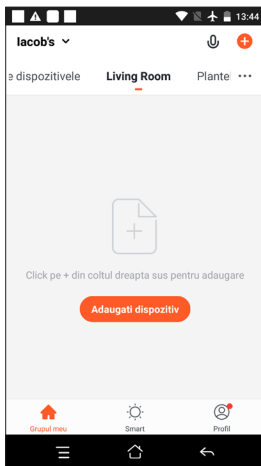 13:44
Iacob's
e dispozitivele Living Room Plante
Click pe + din coltul dreapta sus pentru adaugare
Adaugati dispozitiv
Grupul meu Smart Profil